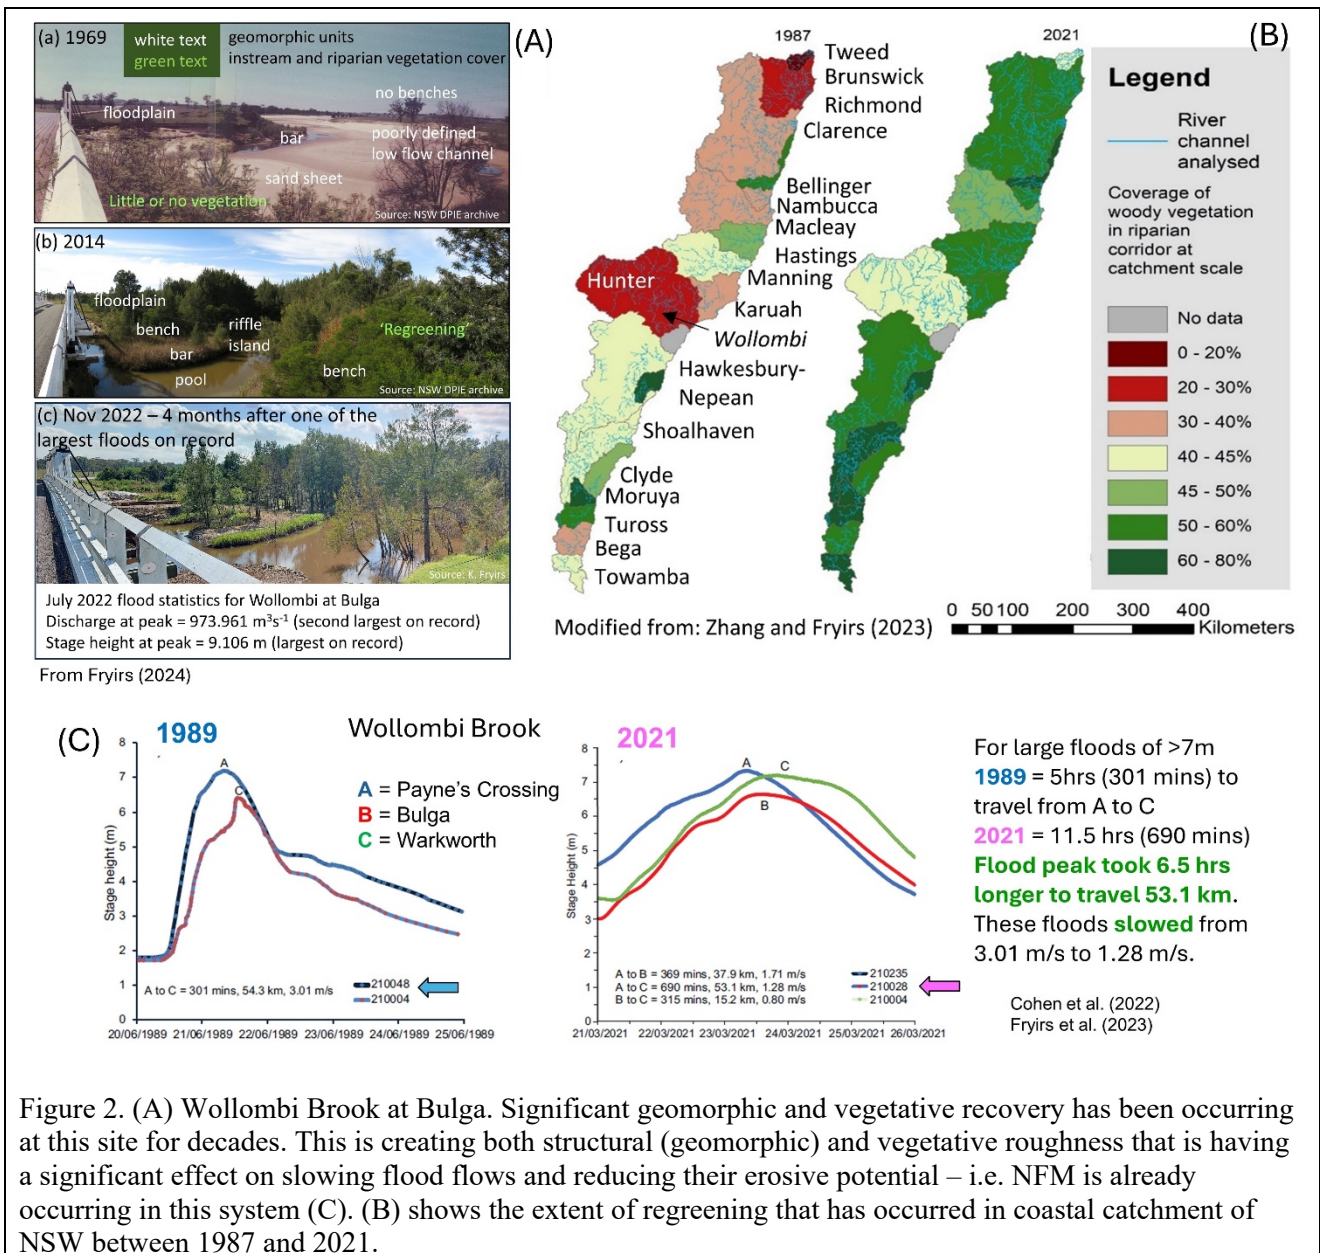 (a) 1969
white text
green text
geomorphic units
instream and riparian vegetation cover
no benches
floodplain
bar
poorly defined
low flow channel
sand sheet
Little or no vegetation
Source: NSW DPIE archive
(b) 2014
floodplain
bench
riffle
island
'Regreening'
bar
pool
bench
Source: NSW DPIE archive
(c) Nov 2022 – 4 months after one of the
largest floods on record
Source: K. Fryirs
July 2022 flood statistics for Wollombi at Bulga
Discharge at peak = 973.961 m³s⁻¹ (second largest on record)
Stage height at peak = 9.106 m (largest on record)
From Fryirs (2024)
(A)
1987
Tweed
Brunswick
Richmond
Clarence
Bellinger
Nambucca
Macleay
Hastings
Manning
Hunter
Karuah
Wollombi
Hawkesbury-
Nepean
Shoalhaven
Clyde
Moruya
Tuross
Bega
Towamba
Modified from: Zhang and Fryirs (2023)
2021
(B)
Legend
River
channel
analysed
Coverage of
woody vegetation
in riparian
corridor at
catchment scale
No data
0 - 20%
20 - 30%
30 - 40%
40 - 45%
45 - 50%
50 - 60%
60 - 80%
0 50 100 200 300 400
Kilometers
(C)
1989
Wollombi Brook
A = Payne's Crossing
B = Bulga
C = Warkworth
Stage height (m)
8
7
6
5
4
3
2
1
0
A
C
A to C = 301 mins, 54.3 km, 3.01 m/s
210048
210004
20/06/1989 21/06/1989 22/06/1989 23/06/1989 24/06/1989 25/06/1989
2021
Stage Height (m)
8
7
6
5
4
3
2
1
0
A
C
B
A to B = 369 mins, 37.9 km, 1.71 m/s
A to C = 690 mins, 53.1 km, 1.28 m/s
B to C = 315 mins, 15.2 km, 0.80 m/s
210235
210028
210004
21/03/2021 22/03/2021 23/03/2021 24/03/2021 25/03/2021 26/03/2021
For large floods of >7m
1989 = 5hrs (301 mins) to
travel from A to C
2021 = 11.5 hrs (690 mins)
Flood peak took 6.5 hrs
longer to travel 53.1 km.
These floods slowed from
3.01 m/s to 1.28 m/s.
Cohen et al. (2022)
Fryirs et al. (2023)
Figure 2. (A) Wollombi Brook at Bulga. Significant geomorphic and vegetative recovery has been occurring
at this site for decades. This is creating both structural (geomorphic) and vegetative roughness that is having
a significant effect on slowing flood flows and reducing their erosive potential – i.e. NFM is already
occurring in this system (C). (B) shows the extent of regreening that has occurred in coastal catchment of
NSW between 1987 and 2021.